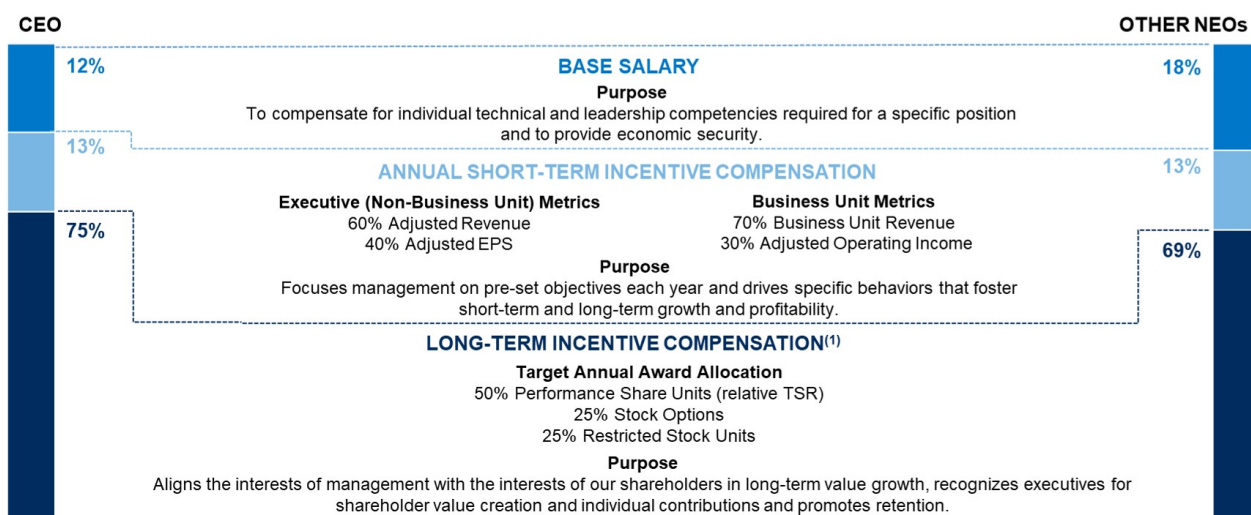 CEO
OTHER NEOs
12%
BASE SALARY
18%
Purpose
To compensate for individual technical and leadership competencies required for a specific position
and to provide economic security.
13%
ANNUAL SHORT-TERM INCENTIVE COMPENSATION
13%
Executive (Non-Business Unit) Metrics
60% Adjusted Revenue
40% Adjusted EPS
Business Unit Metrics
70% Business Unit Revenue
30% Adjusted Operating Income
75%
69%
Purpose
Focuses management on pre-set objectives each year and drives specific behaviors that foster
short-term and long-term growth and profitability.
LONG-TERM INCENTIVE COMPENSATION(1)
Target Annual Award Allocation
50% Performance Share Units (relative TSR)
25% Stock Options
25% Restricted Stock Units
Purpose
Aligns the interests of management with the interests of our shareholders in long-term value growth, recognizes executives for
shareholder value creation and individual contributions and promotes retention.